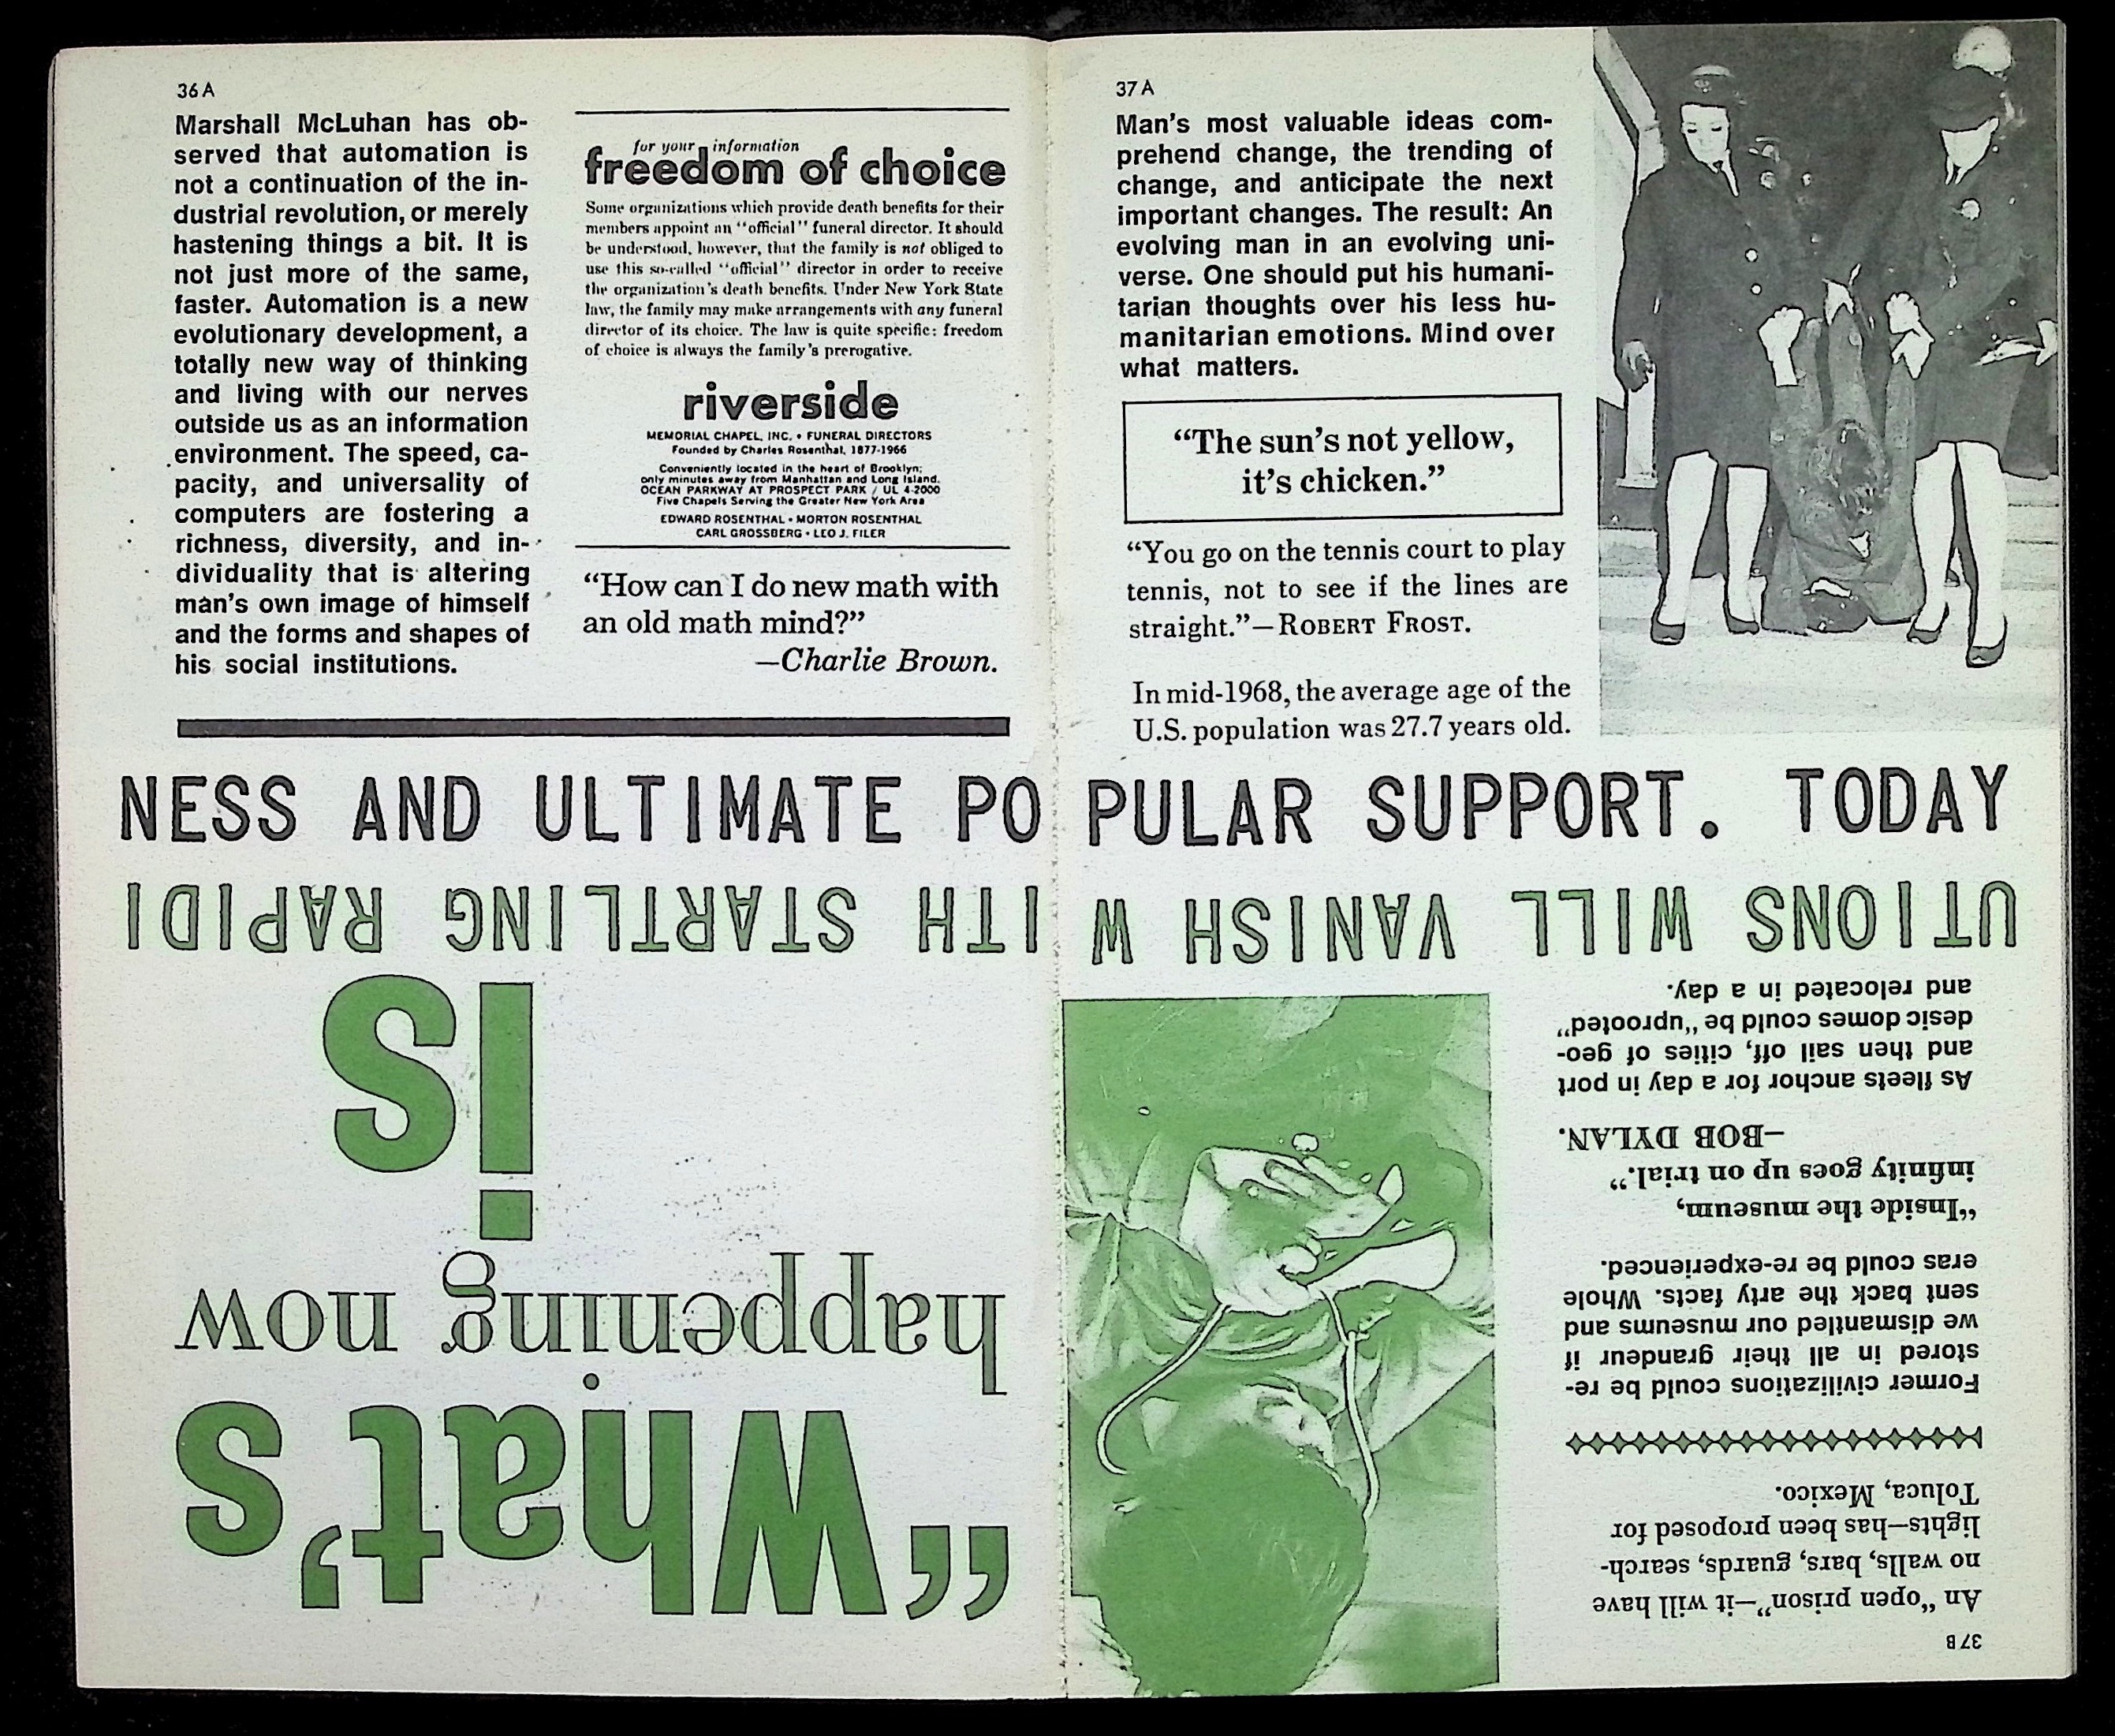 36 A
Marshall McLuhan has ob-
served that automation is
not a continuation of the in-
dustrial revolution, or merely
hastening things a bit. It is
not just more of the same,
faster. Automation is a new
evolutionary development, a
totally new way of thinking
and living with our nerves
outside us as an information
environment. The speed, ca-
pacity, and universality of
computers are fostering a
richness, diversity, and in-
dividuality that is altering
man's own image of himself
and the forms and shapes of
his social institutions.
for your information
freedom of choice
Some organizations which provide death benefits for their
members appoint an "official" funeral director. It should
be understood, however, that the family is not obliged to
use this so-called "official" director in order to receive
the organization's death benefits. Under New York State
law, the family may make arrangements with any funeral
director of its choice. The law is quite specific: freedom
of choice is always the family's prerogative.
riverside
MEMORIAL CHAPEL, INC. • FUNERAL DIRECTORS
Founded by Charles Rosenthal, 1877-1966
Conveniently located in the heart of Brooklyn;
only minutes away from Manhattan and Long Island.
OCEAN PARKWAY AT PROSPECT PARK / UL 4-2000
Five Chapels Serving the Greater New York Area
EDWARD ROSENTHAL • MORTON ROSENTHAL
CARL GROSSBERG • LEO J. FILER
"How can I do new math with
an old math mind?"
—Charlie Brown.
37 A
Man's most valuable ideas com-
prehend change, the trending of
change, and anticipate the next
important changes. The result: An
evolving man in an evolving uni-
verse. One should put his humani-
tarian thoughts over his less hu-
manitarian emotions. Mind over
what matters.
"The sun's not yellow,
it's chicken."
"You go on the tennis court to play
tennis, not to see if the lines are
straight."—ROBERT FROST.
In mid-1968, the average age of the
U.S. population was 27.7 years old.
NESS AND ULTIMATE PO PULAR SUPPORT. TODAY
UTIONS WILL VANISH W ITH STARTLING RAPIDI
37 B
An "open prison"—it will have
no walls, bars, guards, search-
lights—has been proposed for
Toluca, Mexico.
Former civilizations could be re-
stored in all their grandeur if
we dismantled our museums and
sent back the arty facts. Whole
eras could be re-experienced.
"Inside the museum,
infinity goes up on trial."
—BOB DYLAN.
As fleets anchor for a day in port
and then sail off, cities of geo-
desic domes could be "uprooted"
and relocated in a day.
"What's
happening now
is